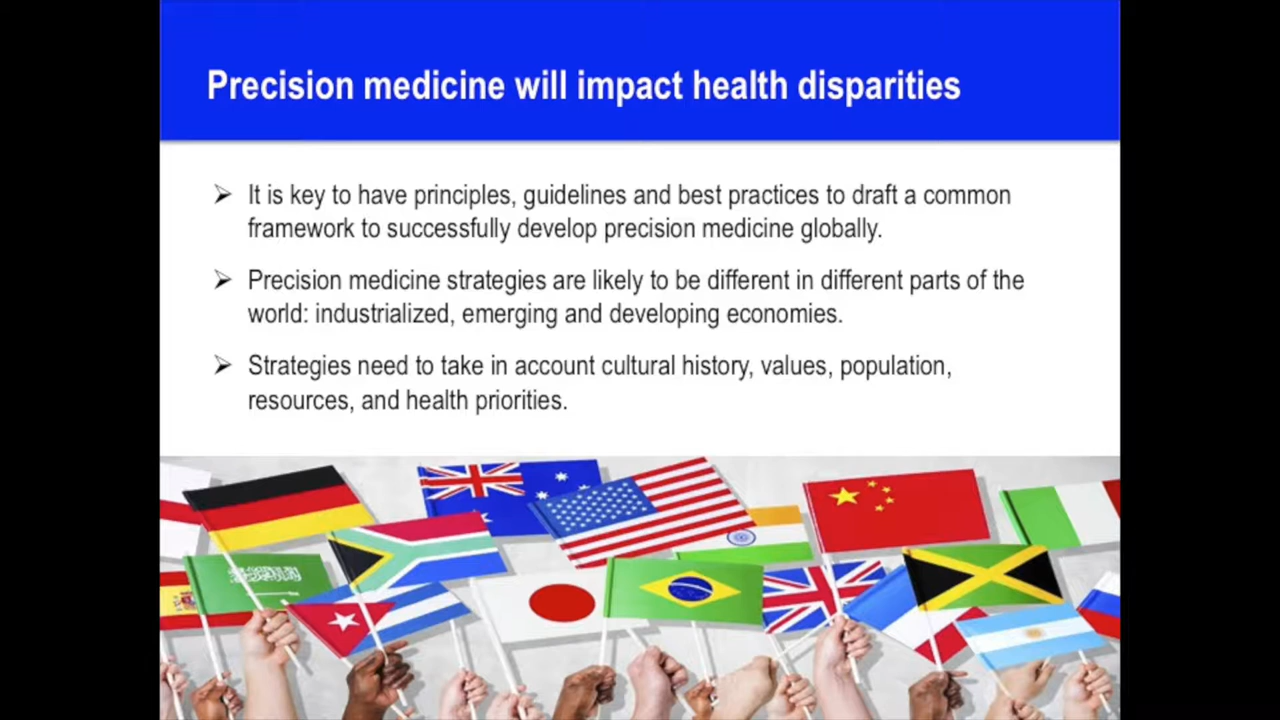 Precision medicine will impact health disparities
➢ It is key to have principles, guidelines and best practices to draft a common
framework to successfully develop precision medicine globally.
➢ Precision medicine strategies are likely to be different in different parts of the
world: industrialized, emerging and developing economies.
➢ Strategies need to take in account cultural history, values, population,
resources, and health priorities.